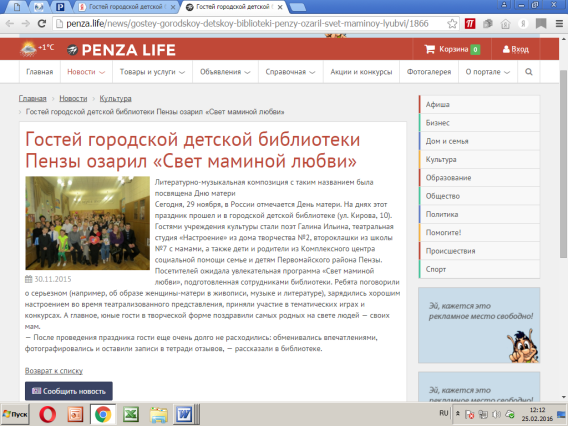 Гостей городской детской б
Гостей городской детской б
penza.life/news/gostey-gorodskoy-detskoy-biblioteki-penzy-ozaril-svet-maminoy-lyubvi/1866
+1°C
PENZA LIFE
Корзина 0
Вход
Главная
Новости
Товары и услуги
Объявления
Справочная
Акции и конкурсы
Фотогалерея
О портале
Главная › Новости › Культура
› Гостей городской детской библиотеки Пензы озарил «Свет маминой любви»
Гостей городской детской библиотеки
Пензы озарил «Свет маминой любви»
Литературно-музыкальная композиция с таким названием была
посвящена Дню матери
Сегодня, 29 ноября, в России отмечается День матери. На днях этот
праздник прошел и в городской детской библиотеке (ул. Кирова, 10).
Гостями учреждения культуры стали поэт Галина Ильина, театральная
студия «Настроение» из дома творчества №2, второклашки из школы
№7 с мамами, а также дети и родители из Комплексного центра
социальной помощи семье и детям Первомайского района Пензы.
Посетителей ожидала увлекательная программа «Свет маминой
любви», подготовленная сотрудниками библиотеки. Ребята поговорили
30.11.2015
о серьезном (например, об образе женщины-матери в живописи, музыке и литературе), зарядились хорошим
настроением во время театрализованного представления, приняли участие в тематических играх и
конкурсах. А главное, юные гости в творческой форме поздравили самых родных на свете людей — своих
мам.
— После проведения праздника гости еще очень долго не расходились: обменивались впечатлениями,
фотографировались и оставили записи в тетради отзывов, — рассказали в библиотеке.
Возврат к списку
Сообщить новость
Афиша
Бизнес
Дом и семья
Культура
Образование
Общество
Политика
Помогите!
Происшествия
Спорт
Эй, кажется это
рекламное место свободно!
Эй, кажется это
рекламное место свободно!
Пуск
RU
12:12
25.02.2016